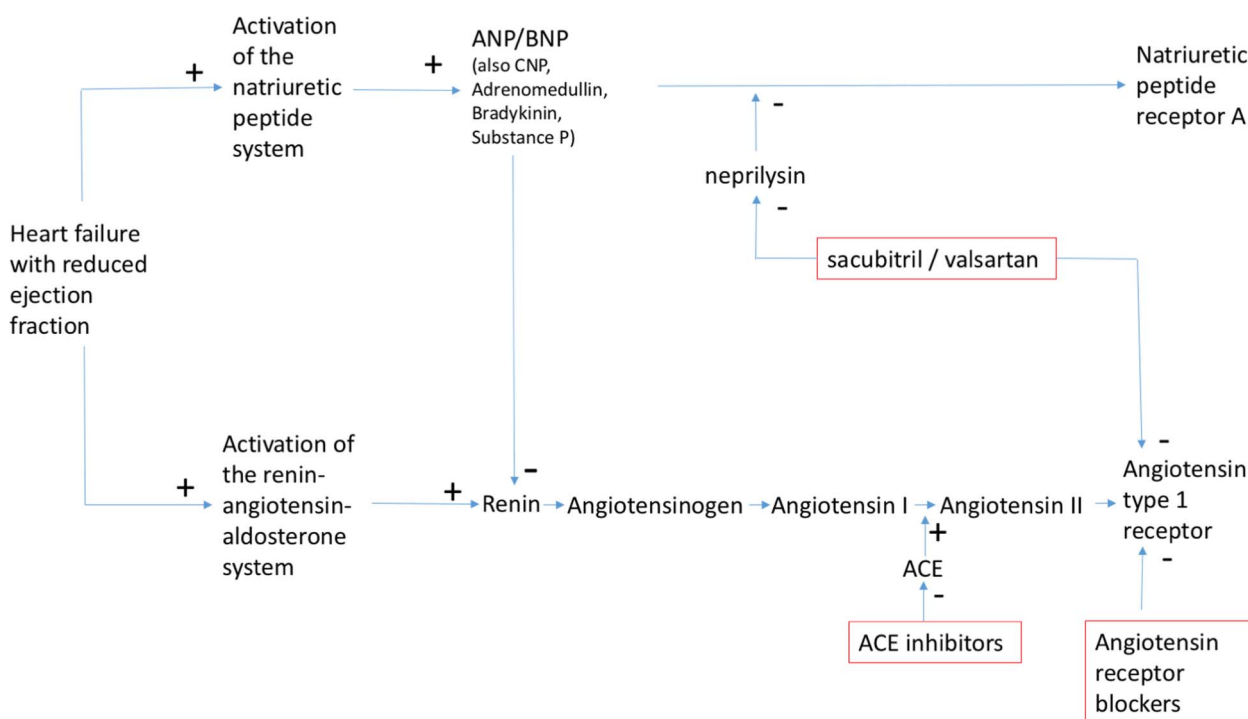 Activation
of the
natriuretic
peptide
system
+
+
ANP/BNP
(also CNP,
Adrenomedullin,
Bradykinin,
Substance P)
Natriuretic
peptide
receptor A
-
neprilysin
-
sacubitril / valsartan
Heart failure
with reduced
ejection
fraction
Activation of
the renin-
angiotensin-
aldosterone
system
+
+
-
Renin
Angiotensinogen
Angiotensin I
Angiotensin II
-
Angiotensin
type 1
receptor
+
ACE
-
ACE inhibitors
-
Angiotensin
receptor
blockers